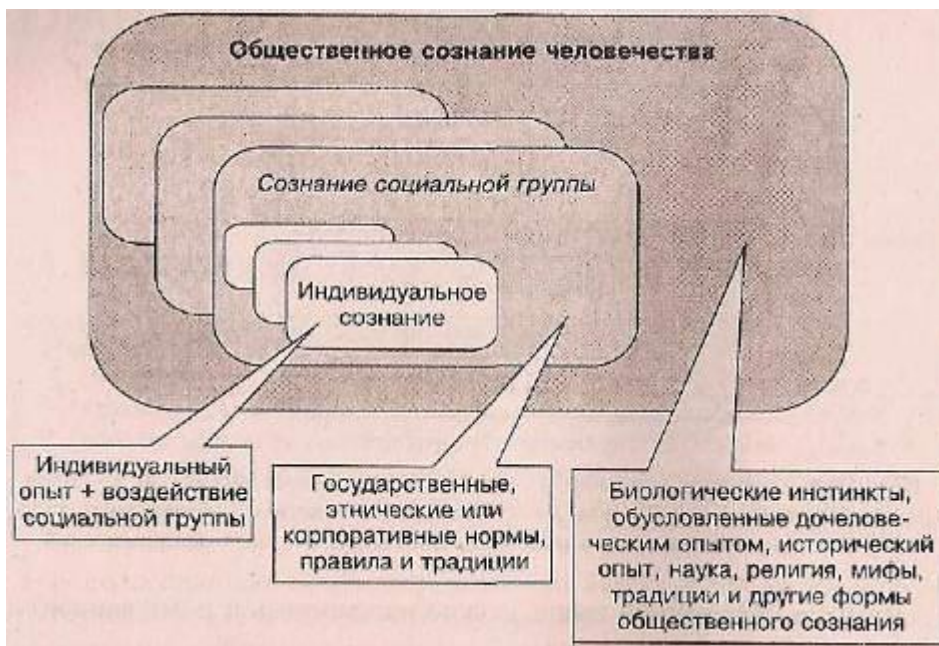 Общественное сознание человечества
Сознание социальной группы
Индивидуальное
сознание
Индивидуальный
опыт + воздействие
социальной группы
Государственные,
этнические или
корпоративные нормы,
правила и традиции
Биологические инстинкты,
обусловленные дочелове-
ческим опытом, исторический
опыт, наука, религия, мифы,
традиции и другие формы
общественного сознания